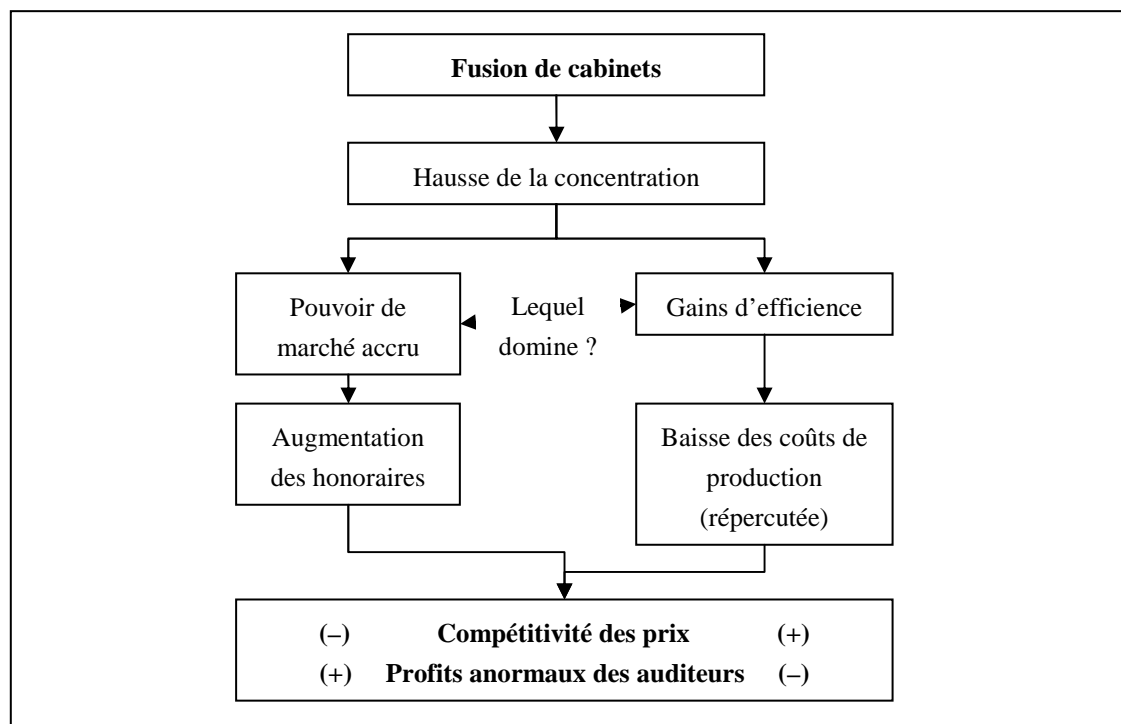 Fusion de cabinets
Hausse de la concentration
Pouvoir de
marché accru
Lequel
domine ?
Gains d’efficience
Augmentation
des honoraires
Baisse des coûts de
production
(répercutée)
(–) Compétitivité des prix (+)
(+) Profits anormaux des auditeurs (–)